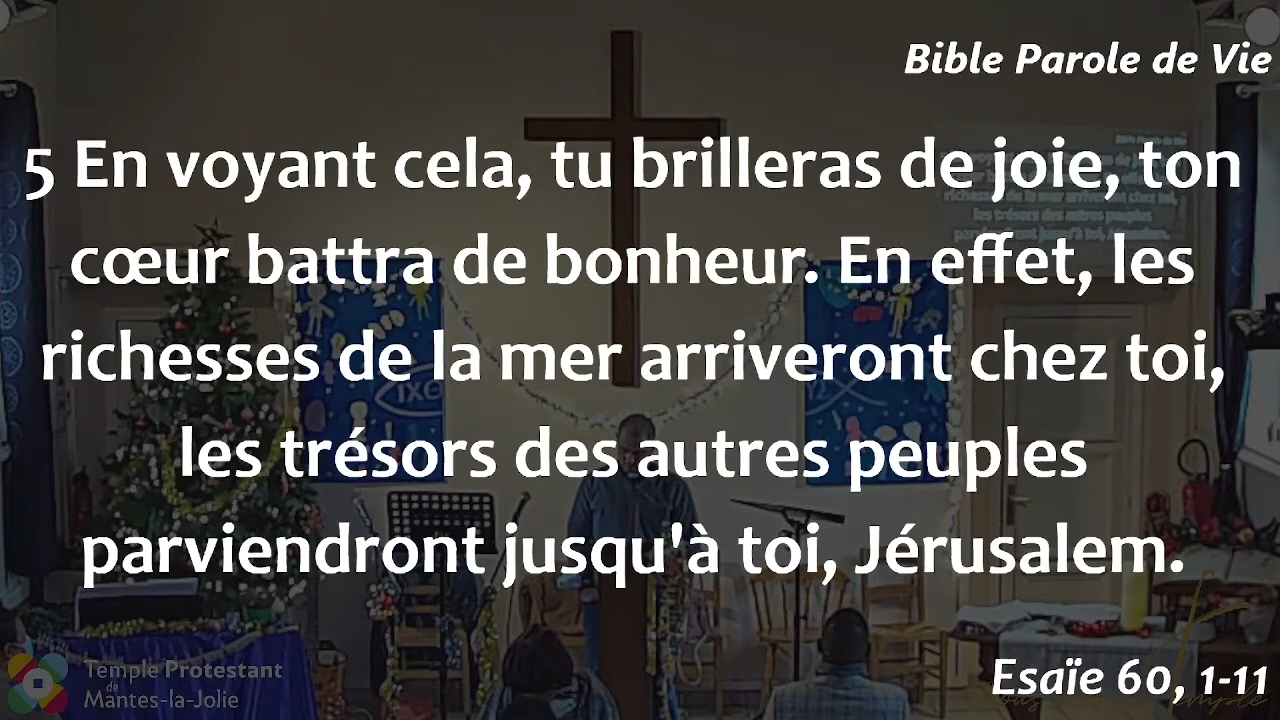 Bible Parole de Vie
5 En voyant cela, tu brilleras de joie, ton
cœur battra de bonheur. En effet, les
richesses de la mer arriveront chez toi,
les trésors des autres peuples
parviendront jusqu'à toi, Jérusalem.
ΙΧΘ
Temple Protestant
de
Mantes-la-Jolie
Esaïe 60, 1-11